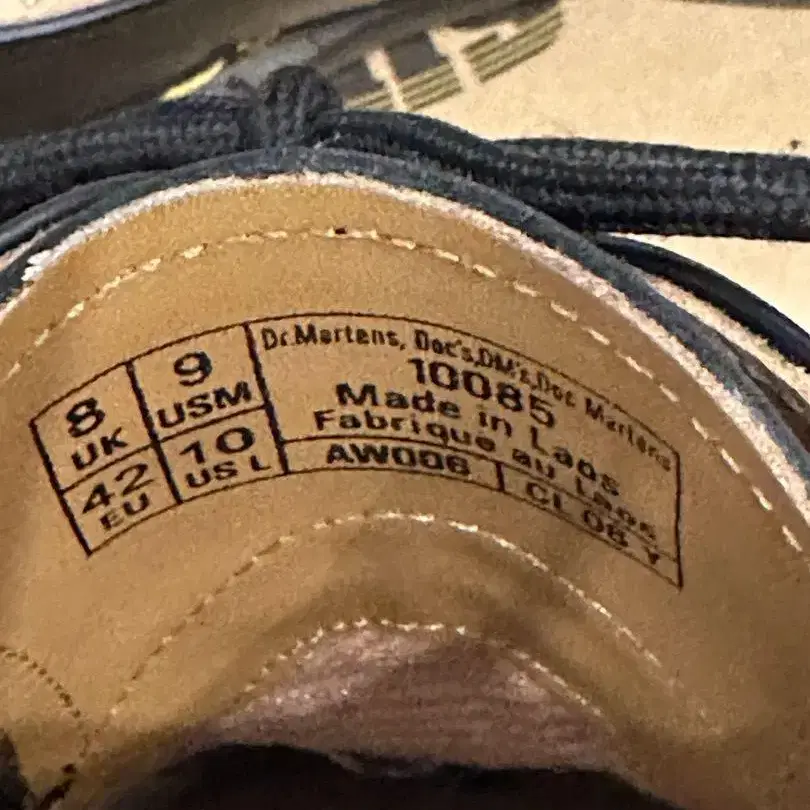 8
UK
9
USM
42
EU
10
US L
Dr.Martens, Doc's,DM's,Doc Martens
10085
Made in Laos
Fabrique au Laos
AW006
CL 08 Y